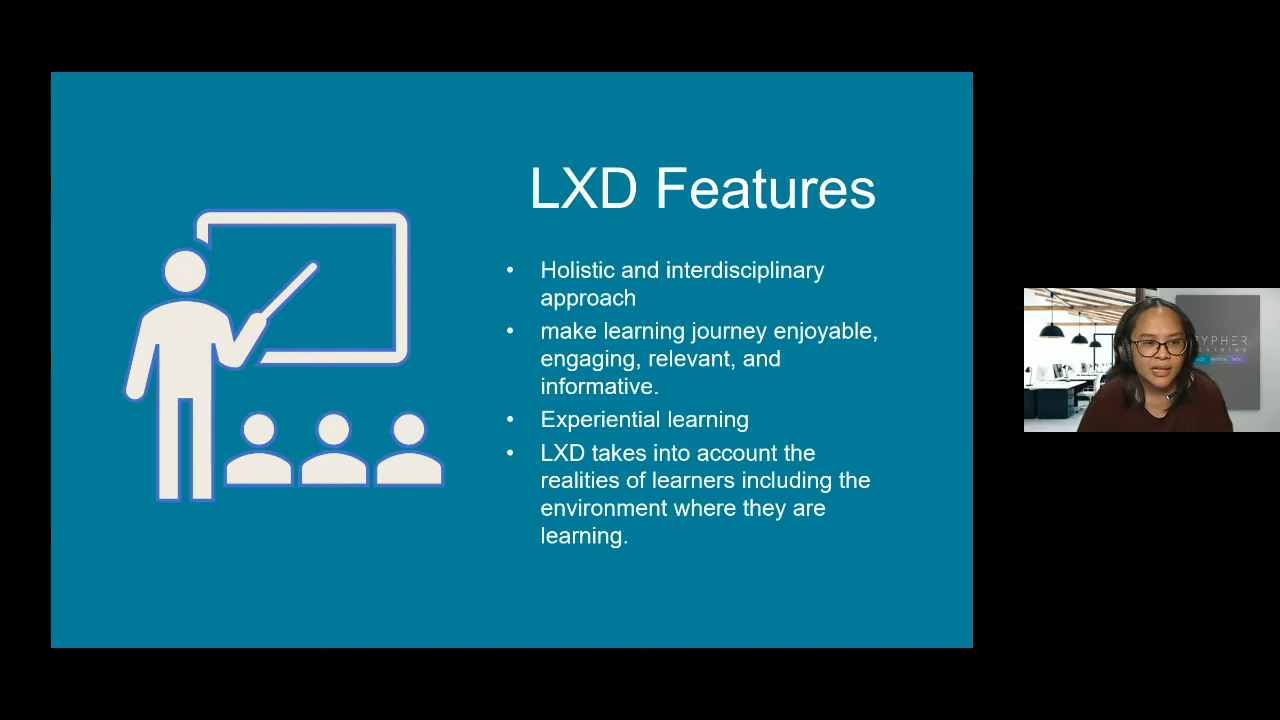 LXD Features
• Holistic and interdisciplinary
approach
• make learning journey enjoyable,
engaging, relevant, and
informative.
• Experiential learning
• LXD takes into account the
realities of learners including the
environment where they are
learning.
YPHER